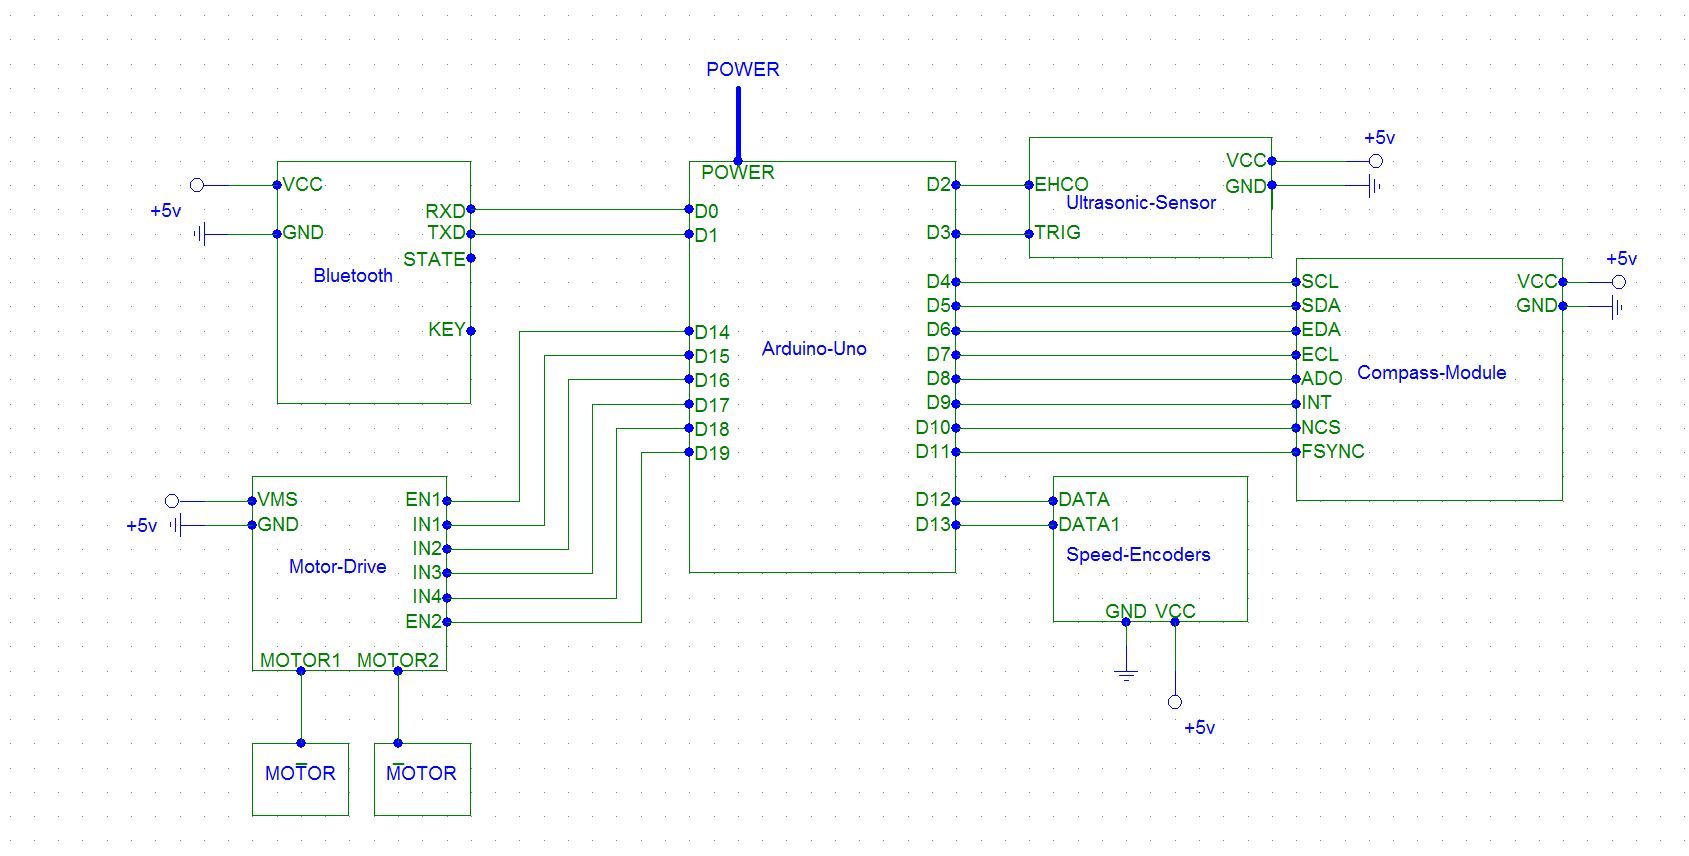 POWER
POWER
+5v
VCC
GND
RXD
TXD
STATE
KEY
Bluetooth
D0
D1
D14
D15
D16
D17
D18
D19
Arduino-Uno
D2
D3
D4
D5
D6
D7
D8
D9
D10
D11
D12
D13
EHCO
TRIG
VCC
GND
Ultrasonic-Sensor
+5v
SCL
SDA
EDA
ECL
ADO
INT
NCS
FSYNC
VCC
GND
Compass-Module
+5v
DATA
DATA1
Speed-Encoders
GND VCC
+5v
+5v
VMS
GND
EN1
IN1
IN2
IN3
IN4
EN2
Motor-Drive
MOTOR1 MOTOR2
MOTOR MOTOR